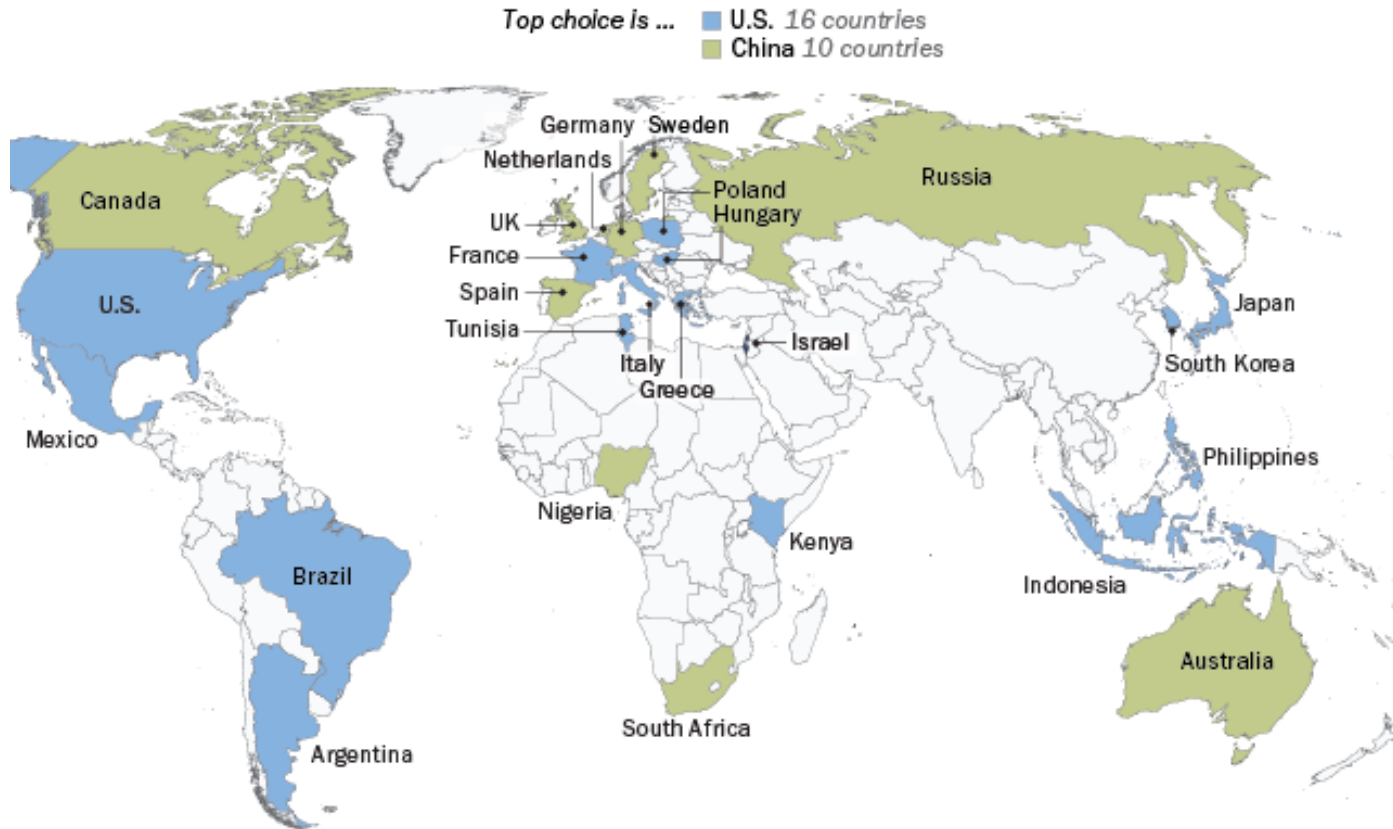 Top choice is ... U.S. 16 countries
China 10 countries
Germany Sweden
Netherlands
Canada
Russia
Poland
Hungary
UK
France
Spain
U.S.
Japan
Tunisia
Israel
Italy
South Korea
Greece
Mexico
Philippines
Nigeria
Kenya
Brazil
Indonesia
Australia
South Africa
Argentina